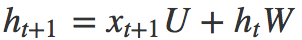 h_{t+1} = x_{t+1}U + h_tW